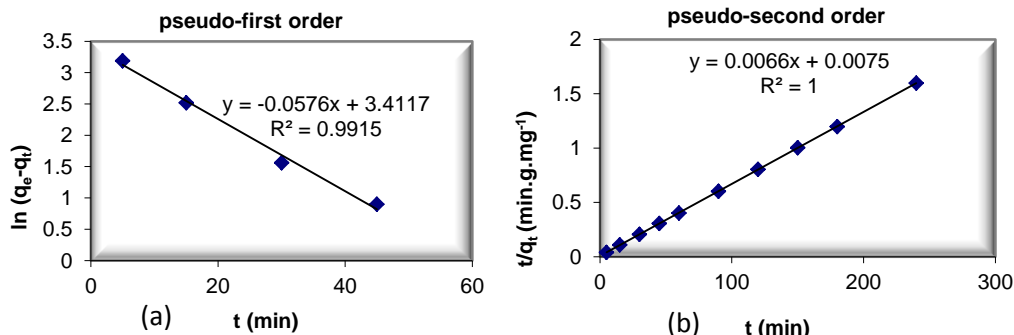 pseudo-first order
ln (qe-qt)
3.5
3
2.5
2
1.5
1
0.5
0
y = -0.0576x + 3.4117
R² = 0.9915
0 20 40 60
(a) t (min)
pseudo-second order
t/qt (min.g.mg⁻¹)
2
1.5
1
0.5
0
y = 0.0066x + 0.0075
R² = 1
0 100 200 300
(b) t (min)